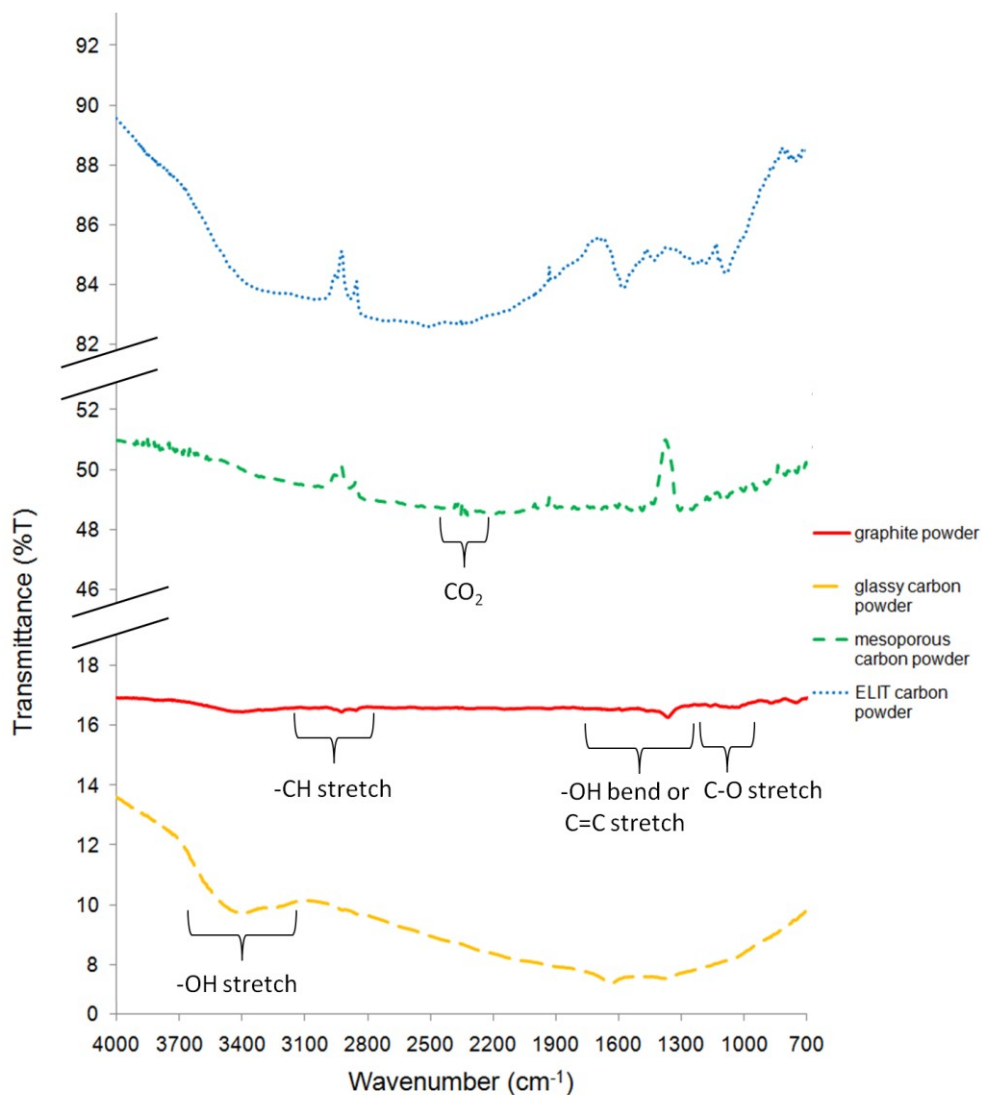 92
90
88
86
84
82
52
50
48
46
18
16
14
12
10
8
0
Transmittance (%T)
CO2
-CH stretch
-OH bend or
C=C stretch
C-O stretch
-OH stretch
graphite powder
glassy carbon
powder
mesoporous
carbon powder
ELIT carbon
powder
4000 3700 3400 3100 2800 2500 2200 1900 1600 1300 1000 700
Wavenumber (cm-1)